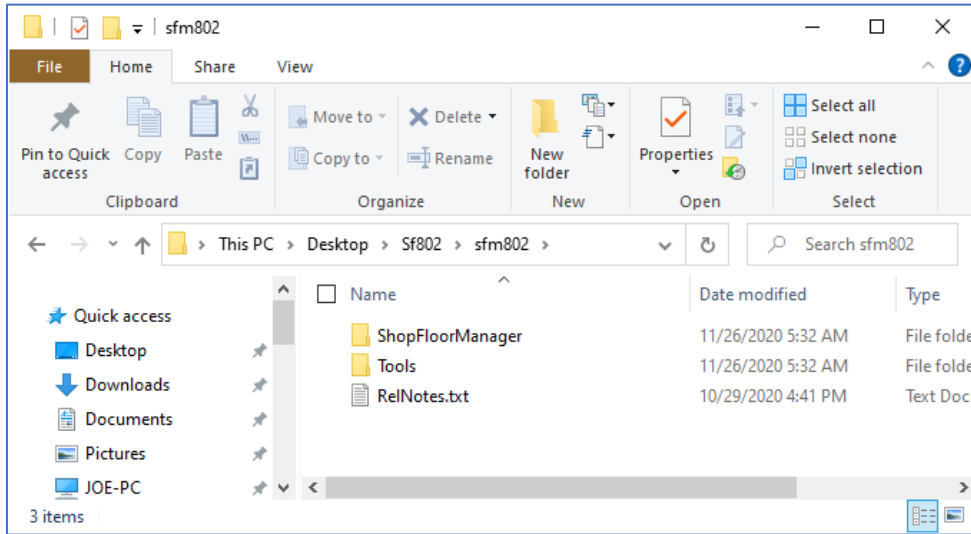 sfm802
File Home Share View
Pin to Quick access Copy Paste
Clipboard
Move to Delete
Copy to Rename
Organize
New folder
New
Properties
Open
Select all
Select none
Invert selection
Select
This PC > Desktop > Sf802 > sfm802 > Search sfm802
Quick access
Desktop
Downloads
Documents
Pictures
JOE-PC
Name Date modified Type
ShopFloorManager 11/26/2020 5:32 AM File folde
Tools 11/26/2020 5:32 AM File folde
RelNotes.txt 10/29/2020 4:41 PM Text Doc
3 items